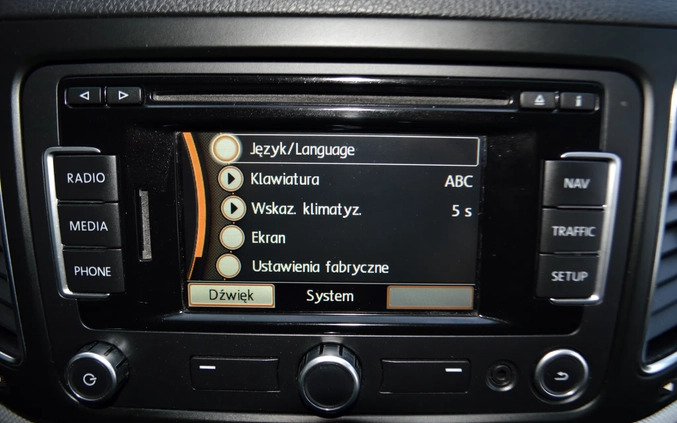 RADIO
MEDIA
PHONE
Język/Language
Klawiatura ABC
Wskaz. klimatyz. 5 s
Ekran
Ustawienia fabryczne
Dźwięk System
NAV
TRAFFIC
SETUP